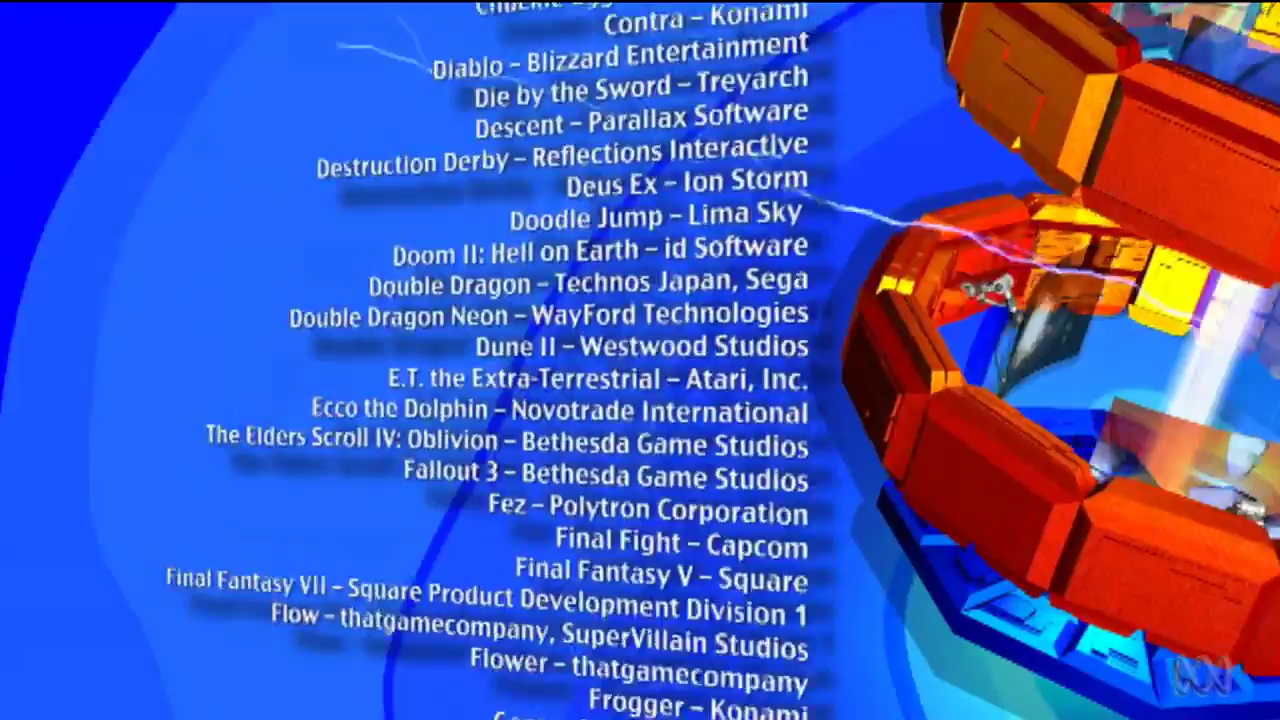 Contra – Konami
Diablo – Blizzard Entertainment
Die by the Sword – Treyarch
Descent – Parallax Software
Destruction Derby – Reflections Interactive
Deus Ex – Ion Storm
Doodle Jump – Lima Sky
Doom II: Hell on Earth – id Software
Double Dragon – Technos Japan, Sega
Double Dragon Neon – WayFord Technologies
Dune II – Westwood Studios
E.T. the Extra-Terrestrial – Atari, Inc.
Ecco the Dolphin – Novotrade International
The Elders Scroll IV: Oblivion – Bethesda Game Studios
Fallout 3 – Bethesda Game Studios
Fez – Polytron Corporation
Final Fight – Capcom
Final Fantasy V – Square
Final Fantasy VII – Square Product Development Division 1
Flow – thatgamecompany, SuperVillain Studios
Flower – thatgamecompany
Frogger – Konami